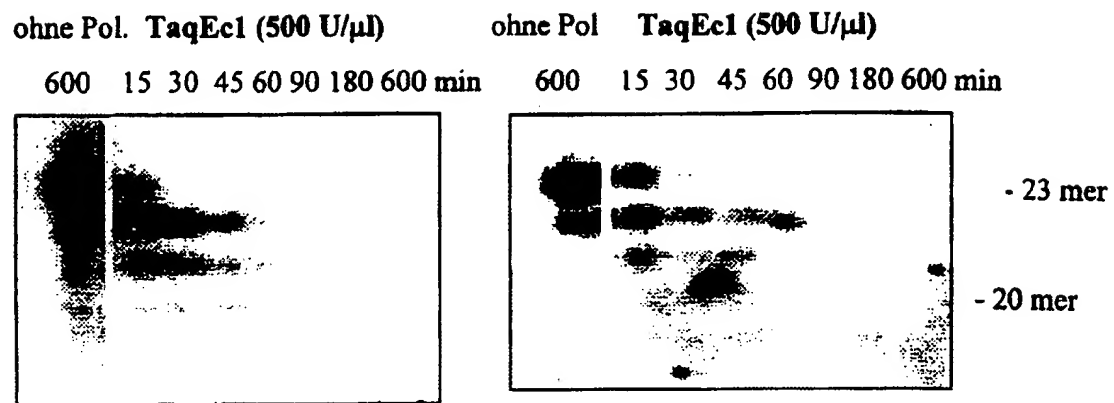 ohne Pol. TaqEc1 (500 U/µl) ohne Pol TaqEc1 (500 U/µl)
600 15 30 45 60 90 180 600 min 600 15 30 45 60 90 180 600 min
- 23 mer
- 20 mer